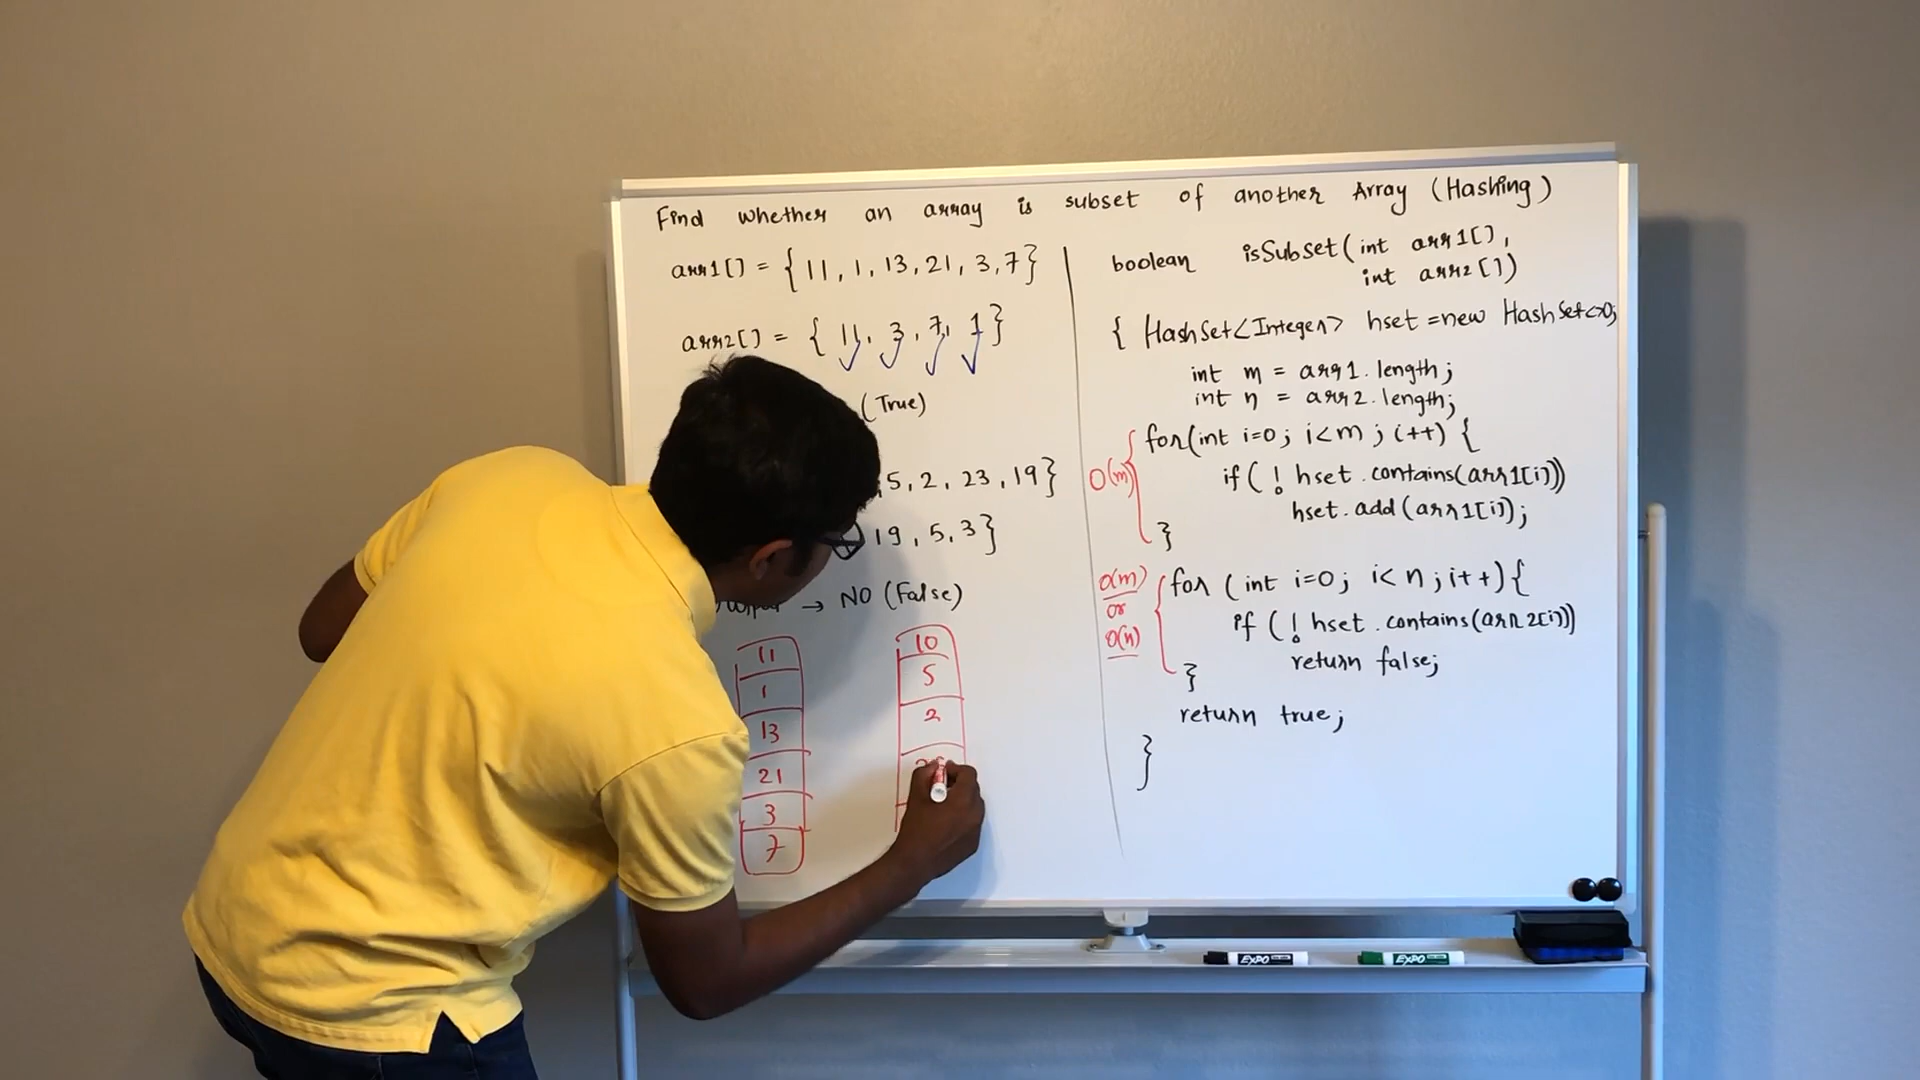 Find whether an array is subset of another Array (Hashing)
arr1[] = {11, 1, 13, 21, 3, 7}
arr2[] = {11, 3, 7, 1}
(True)
,5, 2, 23, 19}
19, 5, 3}
→ NO (False)
11
1
13
21
3
7
10
5
2
boolean isSubset(int arr1[],
int arr2[])
{ HashSet<Integer> hset = new HashSet<>();
int m = arr1.length;
int n = arr2.length;
O(m)
for(int i=0; i<m; i++) {
if( ! hset.contains(arr1[i]))
hset.add(arr1[i]);
}
O(m)
or
O(n)
for (int i=0; i<n; i++){
if ( ! hset.contains(arr2[i]))
return false;
}
return true;
}
EXPO
EXPO